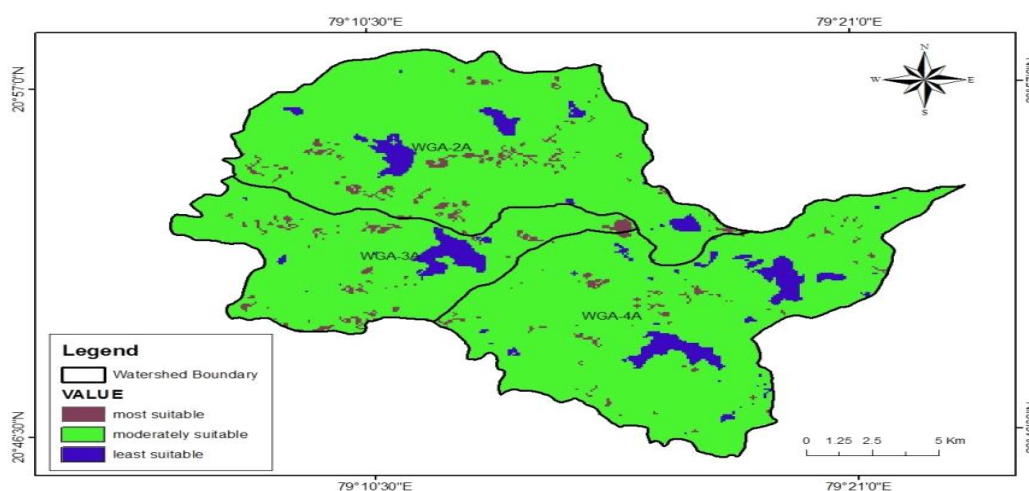 79°10'30"E 79°21'0"E
N
W E
S
20°57'0"N
WGA-2A
WGA-3A
WGA-4A
Legend
Watershed Boundary
VALUE
most suitable
moderately suitable
least suitable
20°46'30"N
0 1.25 2.5 5 Km
79°10'30"E 79°21'0"E